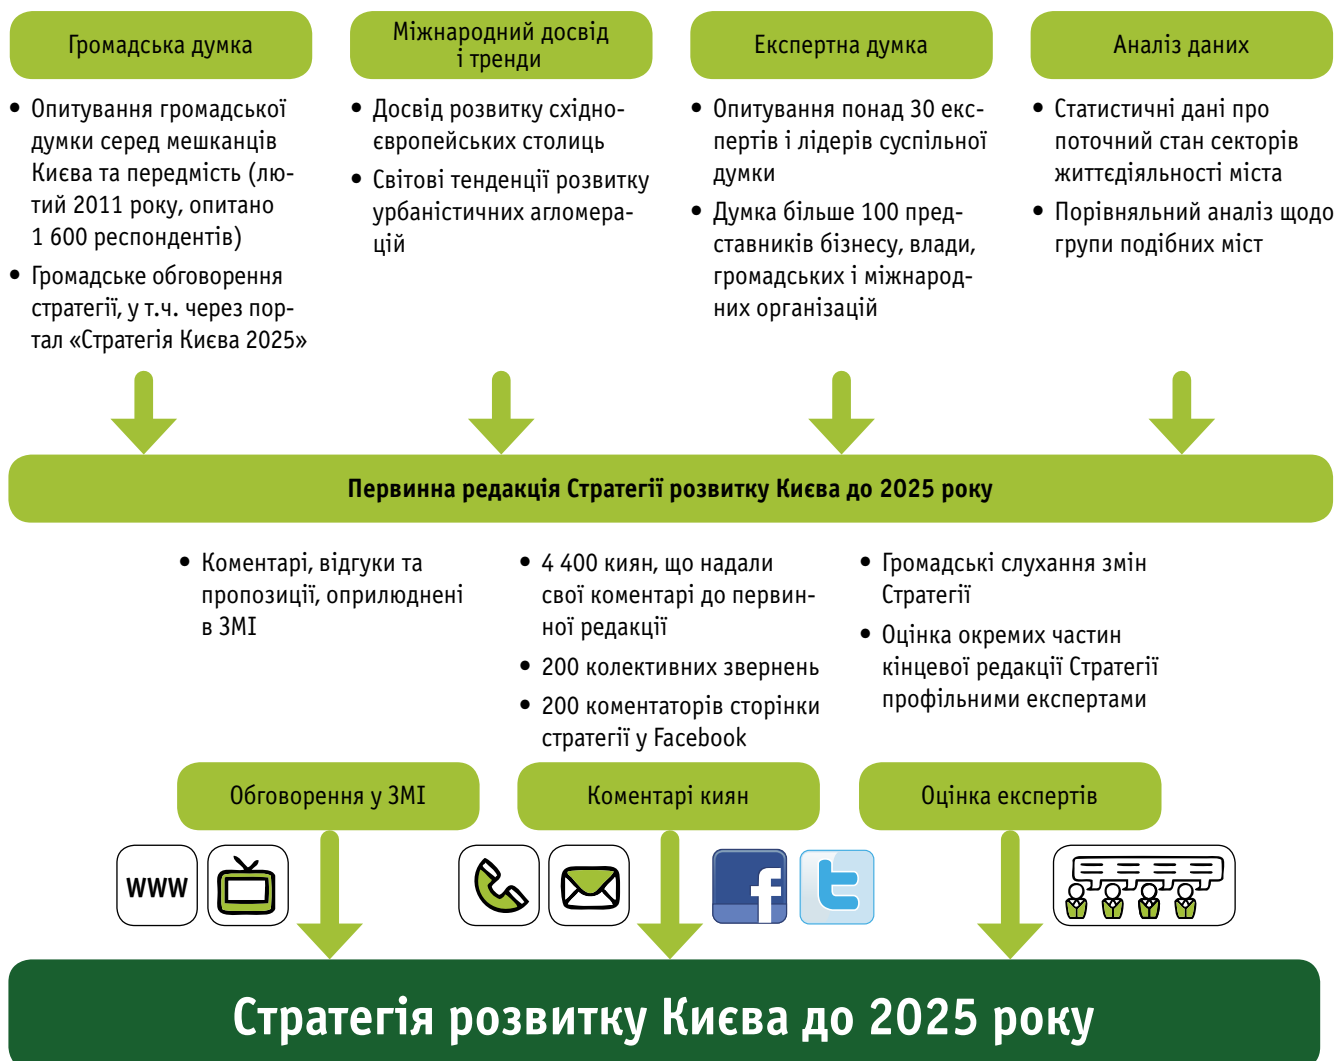 Громадська думка
Міжнародний досвід
і тренди
Експертна думка
Аналіз даних
• Опитування громадської
думки серед мешканців
Києва та передмість (лю-
тий 2011 року, опитано
1 600 респондентів)
• Громадське обговорення
стратегії, у т.ч. через пор-
тал «Стратегія Києва 2025»
• Досвід розвитку східно-
європейських столиць
• Світові тенденції розвитку
урбаністичних агломера-
цій
• Опитування понад 30 екс-
пертів і лідерів суспільної
думки
• Думка більше 100 пред-
ставників бізнесу, влади,
громадських і міжнарод-
них організацій
• Статистичні дані про
поточний стан секторів
життєдіяльності міста
• Порівняльний аналіз щодо
групи подібних міст
Первинна редакція Стратегії розвитку Києва до 2025 року
• Коментарі, відгуки та
пропозиції, оприлюднені
в ЗМІ
• 4 400 киян, що надали
свої коментарі до первин-
ної редакції
• 200 колективних звернень
• 200 коментаторів сторінки
стратегії у Facebook
• Громадські слухання змін
Стратегії
• Оцінка окремих частин
кінцевої редакції Стратегії
профільними експертами
Обговорення у ЗМІ
Коментарі киян
Оцінка експертів
www
f
t
Стратегія розвитку Києва до 2025 року